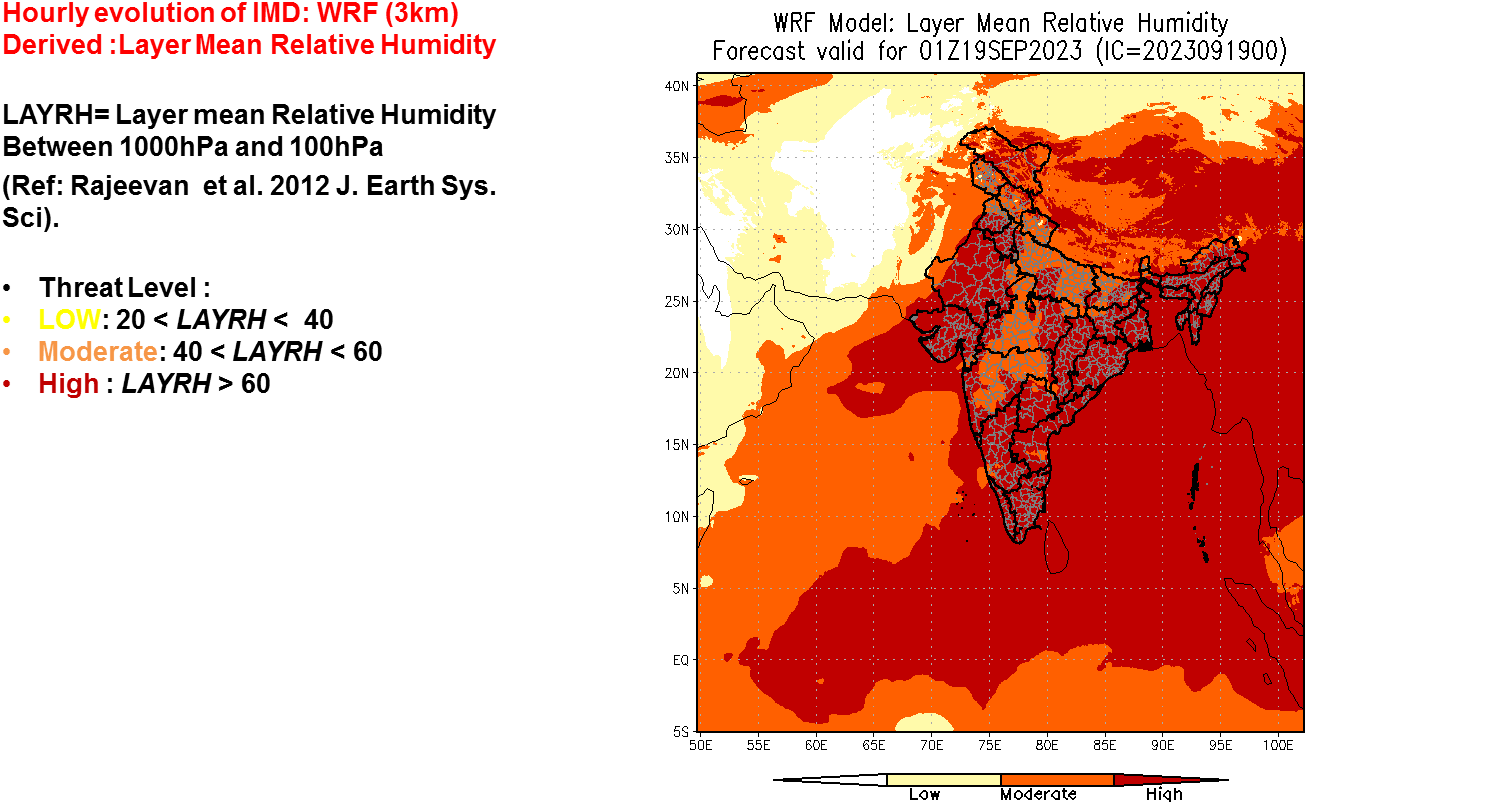 Hourly evolution of IMD: WRF (3km)
Derived :Layer Mean Relative Humidity
LAYRH= Layer mean Relative Humidity
Between 1000hPa and 100hPa
(Ref: Rajeevan et al. 2012 J. Earth Sys.
Sci).
• Threat Level :
• LOW: 20 < LAYRH < 40
• Moderate: 40 < LAYRH < 60
• High : LAYRH > 60
WRF Model: Layer Mean Relative Humidity
Forecast valid for 01Z19SEP2023 (IC=2023091900)
40N
35N
30N
25N
20N
15N
10N
5N
EQ
5S
50E 55E 60E 65E 70E 75E 80E 85E 90E 95E 100E
Low Moderate High